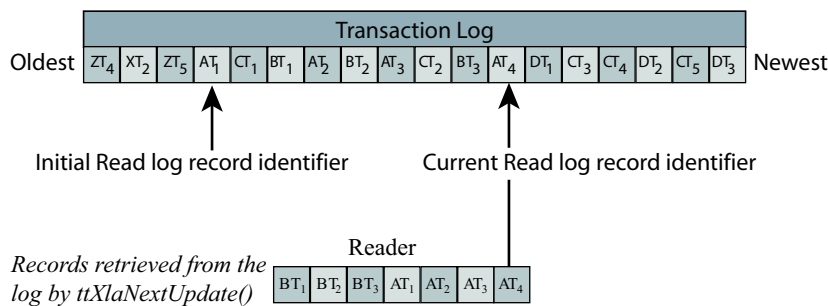 Transaction Log
Oldest ZT4 XT2 ZT5 AT1 CT1 BT1 AT2 BT2 AT3 CT2 BT3 AT4 DT1 CT3 CT4 DT2 CT5 DT3 Newest
Initial Read log record identifier Current Read log record identifier
Reader
Records retrieved from the
log by ttXlaNextUpdate()
BT1 BT2 BT3 AT1 AT2 AT3 AT4